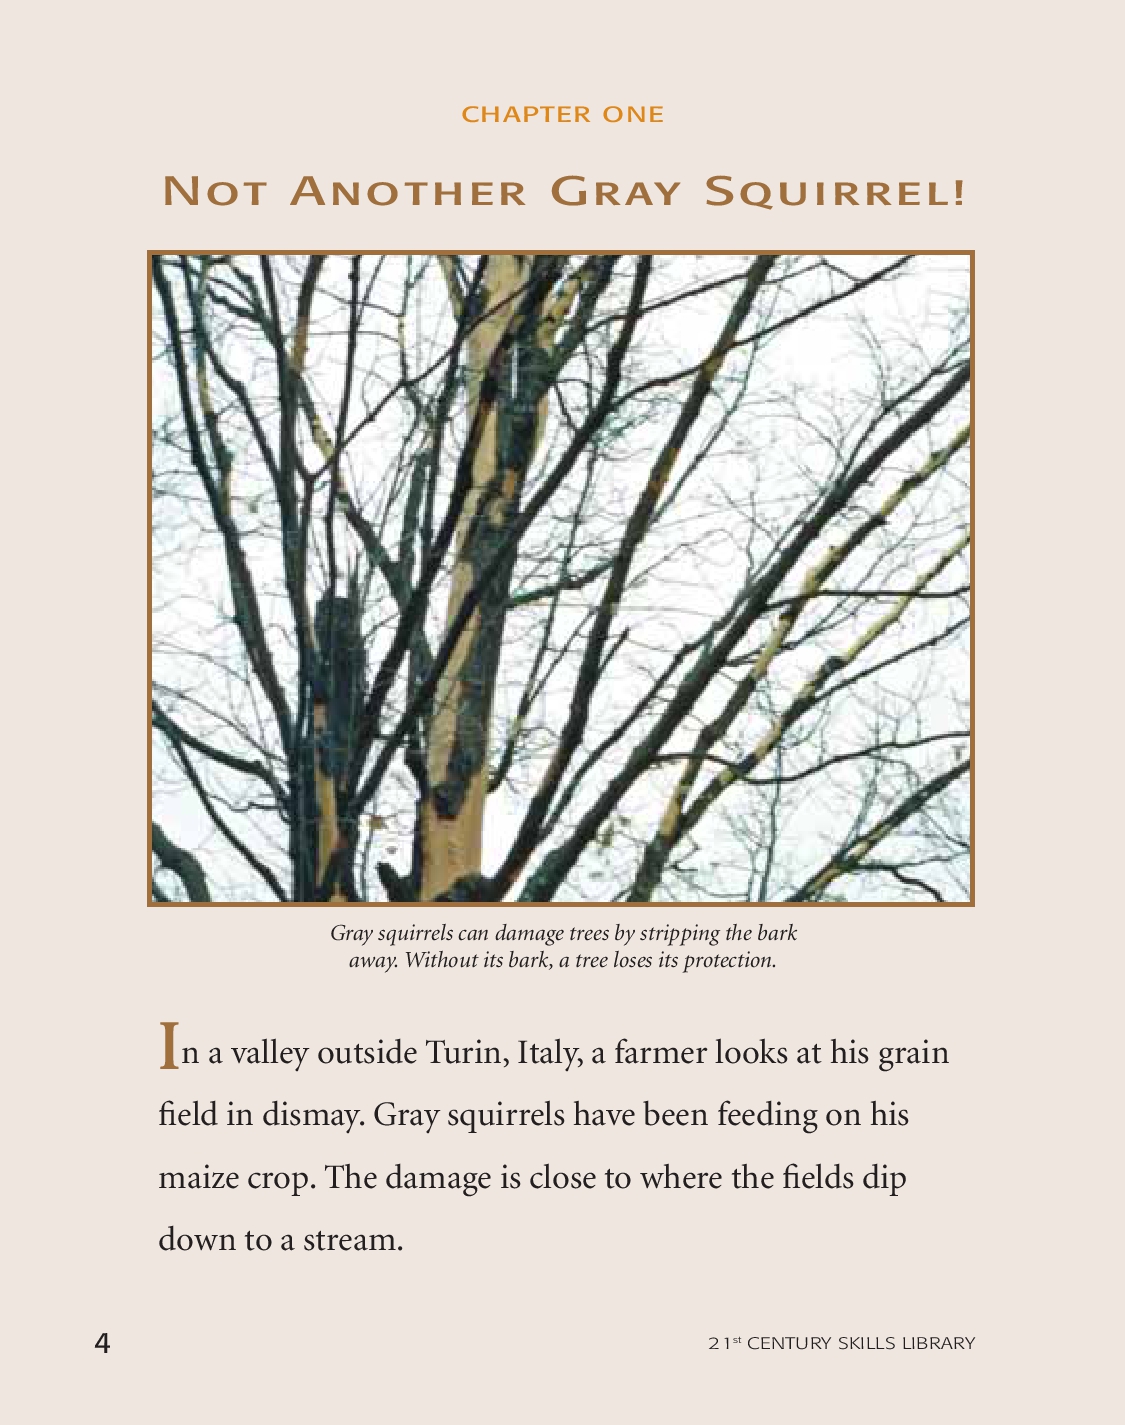 CHAPTER ONE
NOT ANOTHER GRAY SQUIRREL!
Gray squirrels can damage trees by stripping the bark
away. Without its bark, a tree loses its protection.
In a valley outside Turin, Italy, a farmer looks at his grain
field in dismay. Gray squirrels have been feeding on his
maize crop. The damage is close to where the fields dip
down to a stream.
4
21st CENTURY SKILLS LIBRARY